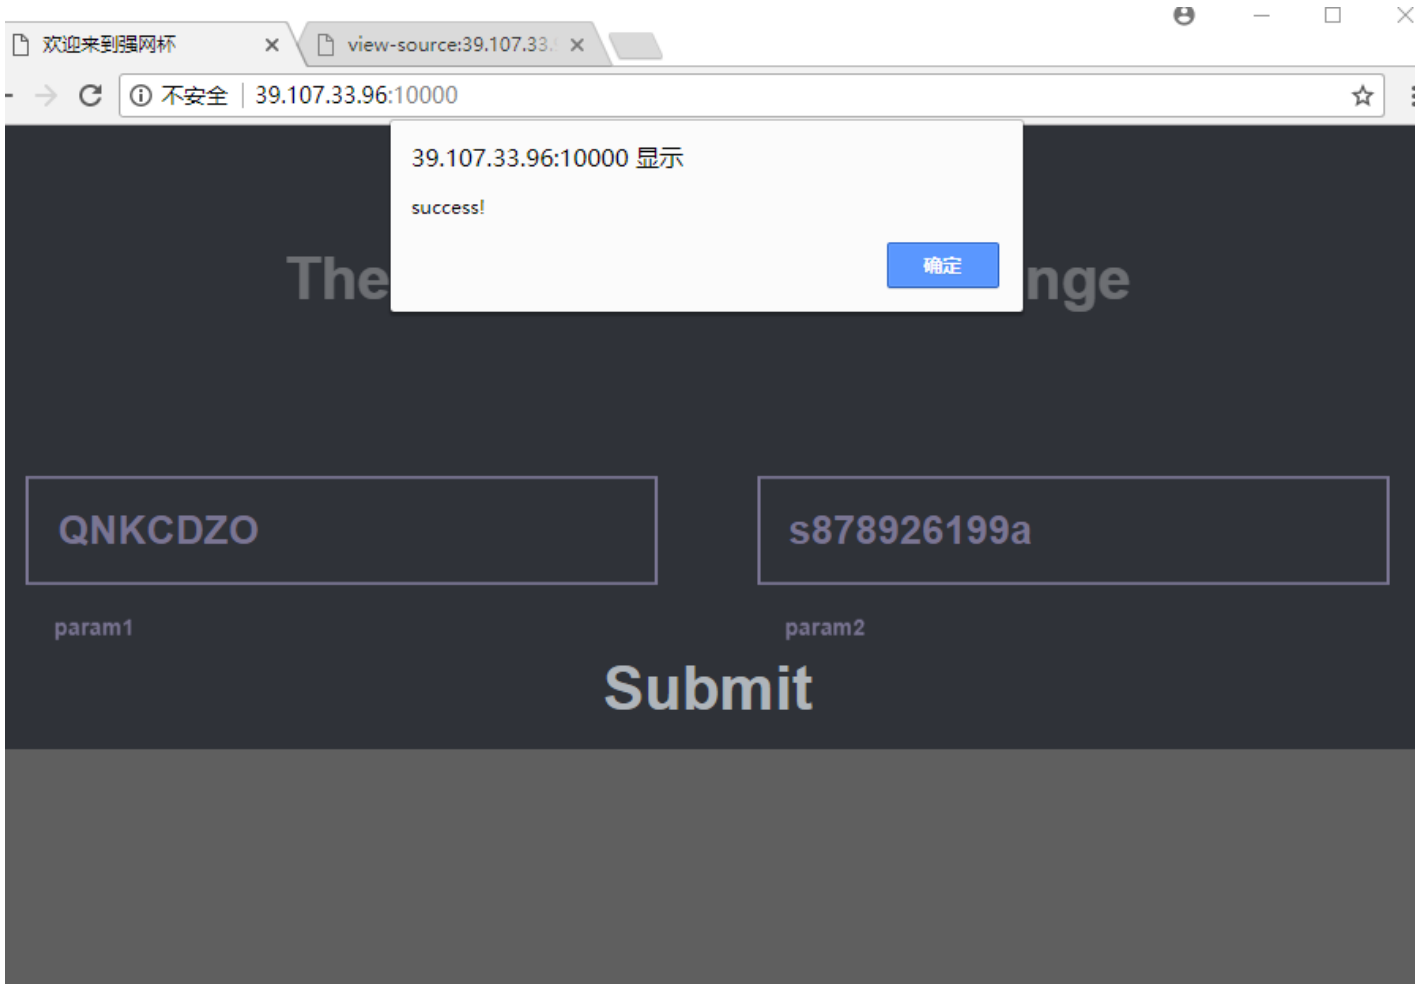 欢迎来到强网杯
view-source:39.107.33.9
不安全 39.107.33.96:10000
39.107.33.96:10000 显示
success!
确定
The nge
QNKCDZO s878926199a
param1 param2
Submit